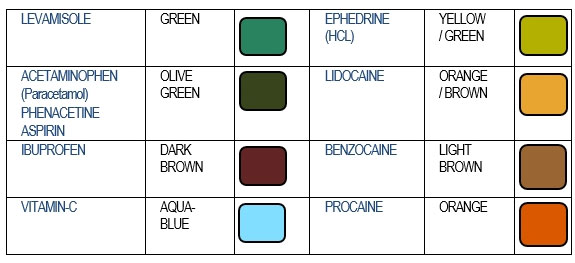 LEVAMISOLE
GREEN
EPHEDRINE
(HCL)
YELLOW
/ GREEN
ACETAMINOPHEN
(Paracetamol)
PHENACETINE
ASPIRIN
OLIVE
GREEN
LIDOCAINE
ORANGE
/ BROWN
IBUPROFEN
DARK
BROWN
BENZOCAINE
LIGHT
BROWN
VITAMIN-C
AQUA-
BLUE
PROCAINE
ORANGE